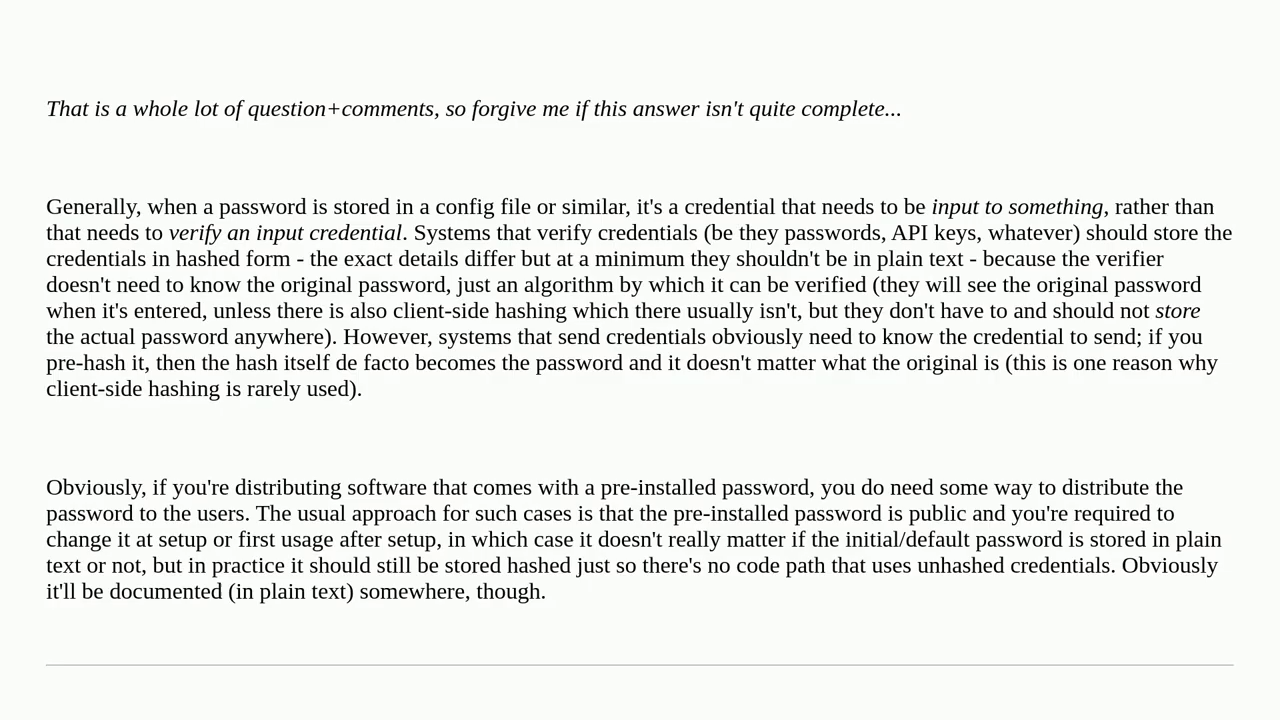 That is a whole lot of question+comments, so forgive me if this answer isn't quite complete...
Generally, when a password is stored in a config file or similar, it's a credential that needs to be input to something, rather than
that needs to verify an input credential. Systems that verify credentials (be they passwords, API keys, whatever) should store the
credentials in hashed form - the exact details differ but at a minimum they shouldn't be in plain text - because the verifier
doesn't need to know the original password, just an algorithm by which it can be verified (they will see the original password
when it's entered, unless there is also client-side hashing which there usually isn't, but they don't have to and should not store
the actual password anywhere). However, systems that send credentials obviously need to know the credential to send; if you
pre-hash it, then the hash itself de facto becomes the password and it doesn't matter what the original is (this is one reason why
client-side hashing is rarely used).
Obviously, if you're distributing software that comes with a pre-installed password, you do need some way to distribute the
password to the users. The usual approach for such cases is that the pre-installed password is public and you're required to
change it at setup or first usage after setup, in which case it doesn't really matter if the initial/default password is stored in plain
text or not, but in practice it should still be stored hashed just so there's no code path that uses unhashed credentials. Obviously
it'll be documented (in plain text) somewhere, though.